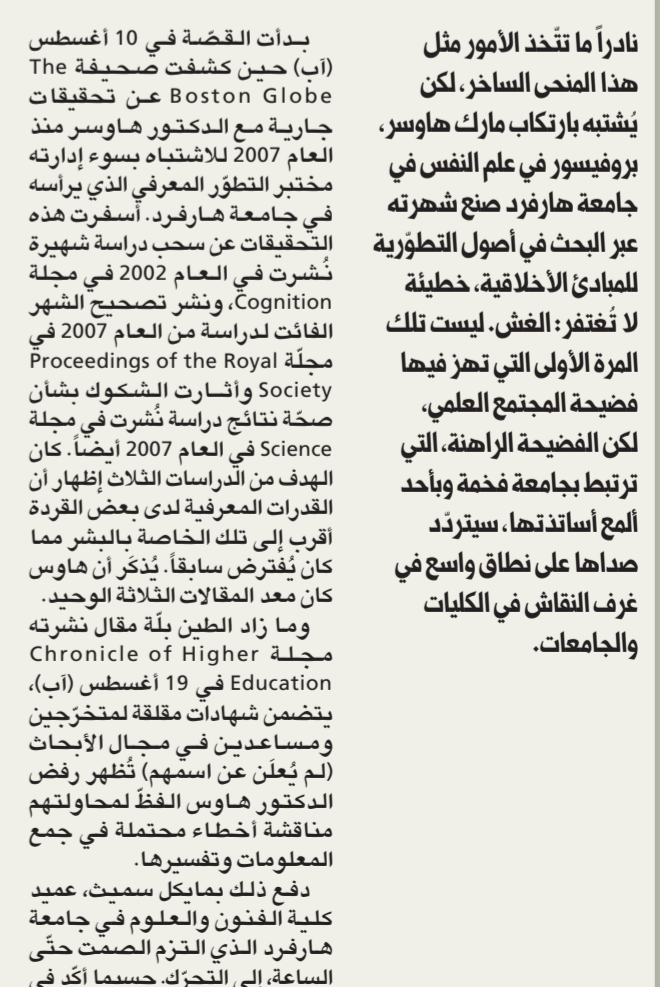 نادراً ما تتّخذ الأمور مثل
هذا المنحى الساخر، لكن
يُشتبه بارتكاب مارك هاوسر،
بروفيسور في علم النفس في
جامعة هارفرد صنع شهرته
عبر البحث في أصول التطوّرية
للمبادئ الأخلاقية، خطيئة
لا تُغتفر: الغش. ليست تلك
المرة الأولى التي تهز فيها
فضيحة المجتمع العلمي،
لكن الفضيحة الراهنة، التي
ترتبط بجامعة فخمة وبأحد
ألمع أساتذتها، سيتردّد
صداها على نطاق واسع في
غرف النقاش في الكليات
والجامعات.
بدأت القصّة في 10 أغسطس
(آب) حين كشفت صحيفة The
Boston Globe عن تحقيقات
جارية مع الدكتور هاوسر منذ
العام 2007 للاشتباه بسوء إدارته
مختبر التطوّر المعرفي الذي يرأسه
في جامعة هارفرد. أسفرت هذه
التحقيقات عن سحب دراسة شهيرة
نُشرت في العام 2002 في مجلة
Cognition، ونشر تصحيح الشهر
الفائت لدراسة من العام 2007 في
مجلّة Proceedings of the Royal
Society وأثارت الشكوك بشأن
صحّة نتائج دراسة نُشرت في مجلة
Science في العام 2007 أيضاً. كان
الهدف من الدراسات الثلاث إظهار أن
القدرات المعرفية لدى بعض القردة
أقرب إلى تلك الخاصة بالبشر مما
كان يُفترض سابقاً. يُذكَر أن هاوس
كان معد المقالات الثلاثة الوحيد.
وما زاد الطين بلّة مقال نشرته
مجلة Chronicle of Higher
Education في 19 أغسطس (آب)،
يتضمن شهادات مقلقة لمتخرّجين
ومساعدين في مجال الأبحاث
(لم يُعلَن عن اسمهم) تُظهر رفض
الدكتور هاوس الفظّ لمحاولتهم
مناقشة أخطاء محتملة في جمع
المعلومات وتفسيرها.
دفع ذلك بمايكل سميث، عميد
كلية الفنون والعلوم في جامعة
هارفرد الذي التزم الصمت حتّى
الساعة، إلى التحرّك. حسبما أكّد في